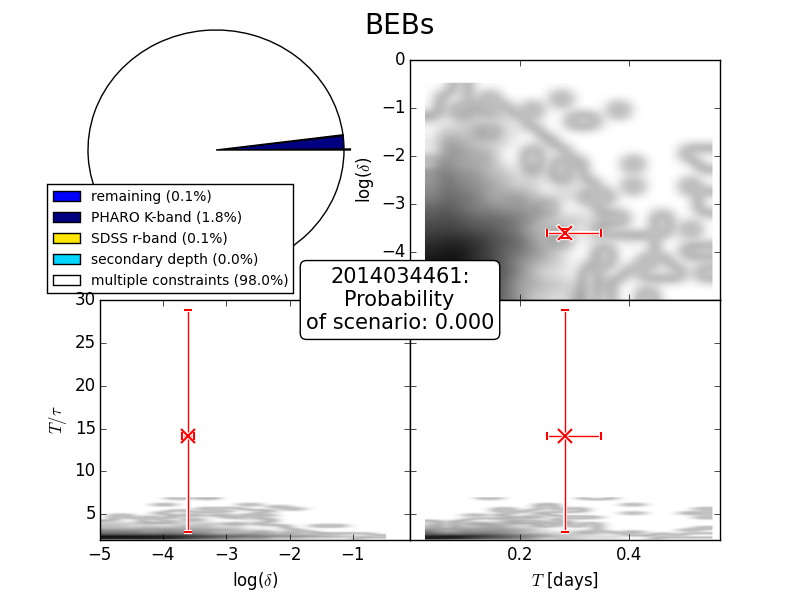 BEBs
remaining (0.1%)
PHARO K-band (1.8%)
SDSS r-band (0.1%)
secondary depth (0.0%)
multiple constraints (98.0%)
0
−1
−2
−3
−4
log(δ)
2014034461:
Probability
of scenario: 0.000
30
25
20
15
10
5
T/τ
−5 −4 −3 −2 −1
log(δ)
0.2 0.4
T [days]